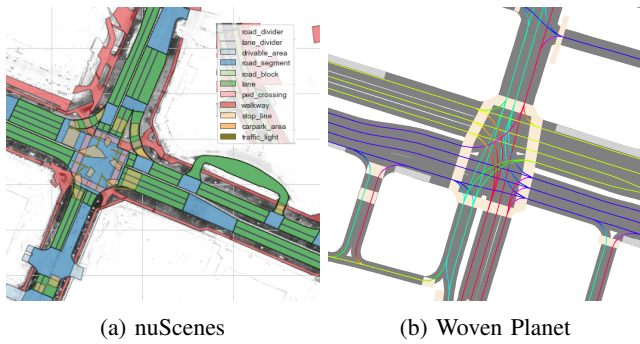 road_divider
lane_divider
drivable_area
road_segment
road_block
lane
ped_crossing
walkway
stop_line
carpark_area
traffic_light
(a) nuScenes
(b) Woven Planet